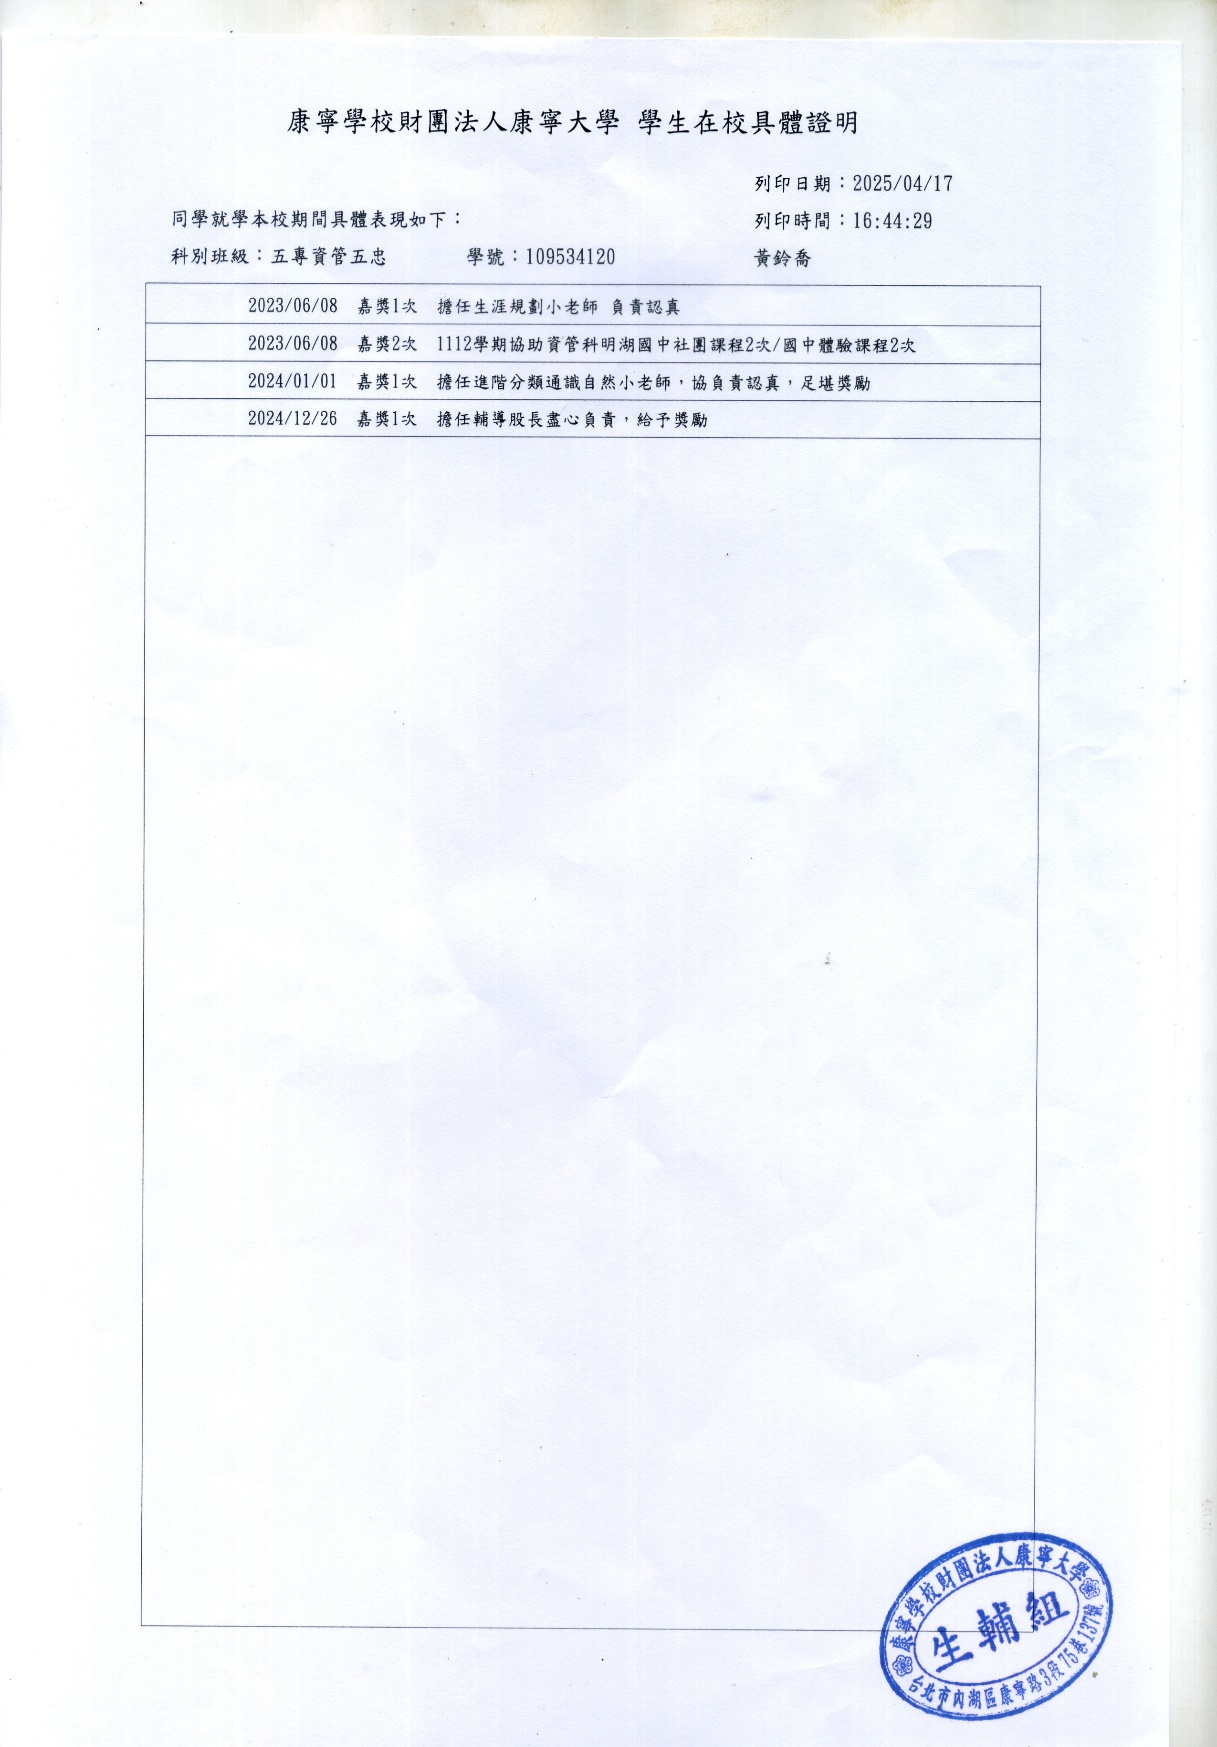 康寧學校財團法人康寧大學 學生在校具體證明
列印日期：2025/04/17
同學就學本校期間具體表現如下：
列印時間：16:44:29
科別班級：五專資管五忠 學號：109534120 黃鈴喬
2023/06/08 嘉獎1次 擔任生涯規劃小老師 負責認真
2023/06/08 嘉獎2次 1112學期協助資管科明湖國中社團課程2次/國中體驗課程2次
2024/01/01 嘉獎1次 擔任進階分類通識自然小老師，協負責認真，足堪獎勵
2024/12/26 嘉獎1次 擔任輔導股長盡心負責，給予獎勵
康寧學校財團法人康寧大學
生輔組
台北市內湖區康寧路3段75巷137號